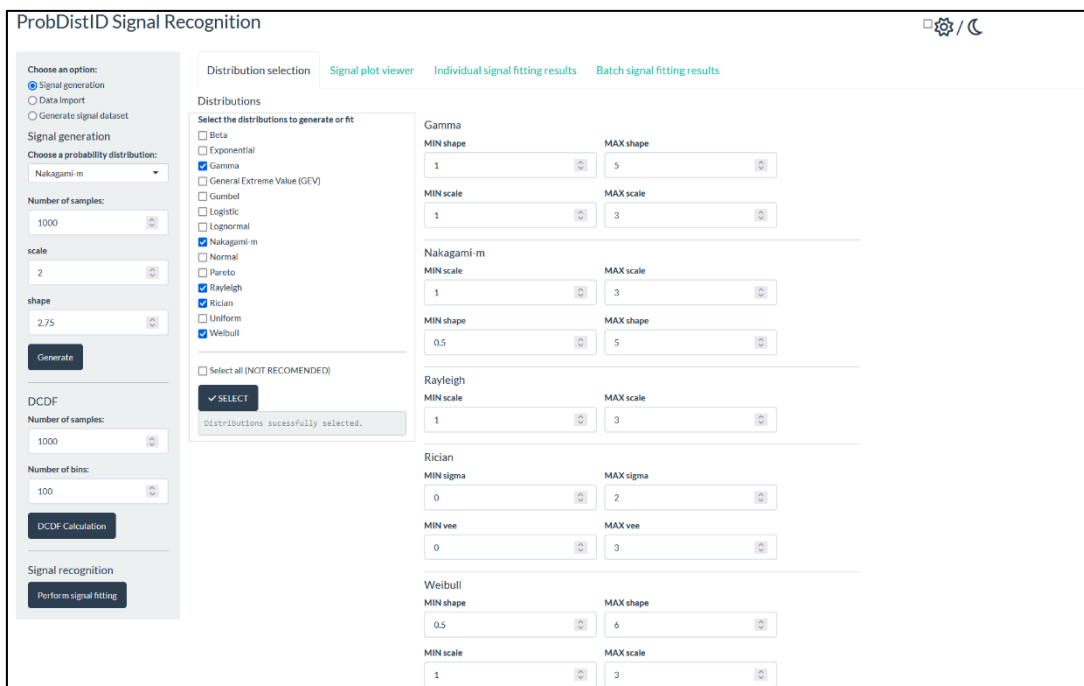 ProbDistID Signal Recognition
/
Choose an option:
Signal generation
Data import
Generate signal dataset
Signal generation
Choose a probability distribution:
Nakagami-m
Number of samples:
1000
scale
2
shape
2.75
Generate
DCDF
Number of samples:
1000
Number of bins:
100
DCDF Calculation
Signal recognition
Perform signal fitting
Distribution selection Signal plot viewer Individual signal fitting results Batch signal fitting results
Distributions
Select the distributions to generate or fit
Beta
Exponential
Gamma
General Extreme Value (GEV)
Gumbel
Logistic
Lognormal
Nakagami-m
Normal
Pareto
Rayleigh
Rician
Uniform
Weibull
Select all (NOT RECOMENDED)
SELECT
Distributions sucessfully selected.
Gamma
MIN shape MAX shape
1 5
MIN scale MAX scale
1 3
Nakagami-m
MIN scale MAX scale
1 3
MIN shape MAX shape
0.5 5
Rayleigh
MIN scale MAX scale
1 3
Rician
MIN sigma MAX sigma
0 2
MIN vee MAX vee
0 3
Weibull
MIN shape MAX shape
0.5 6
MIN scale MAX scale
1 3